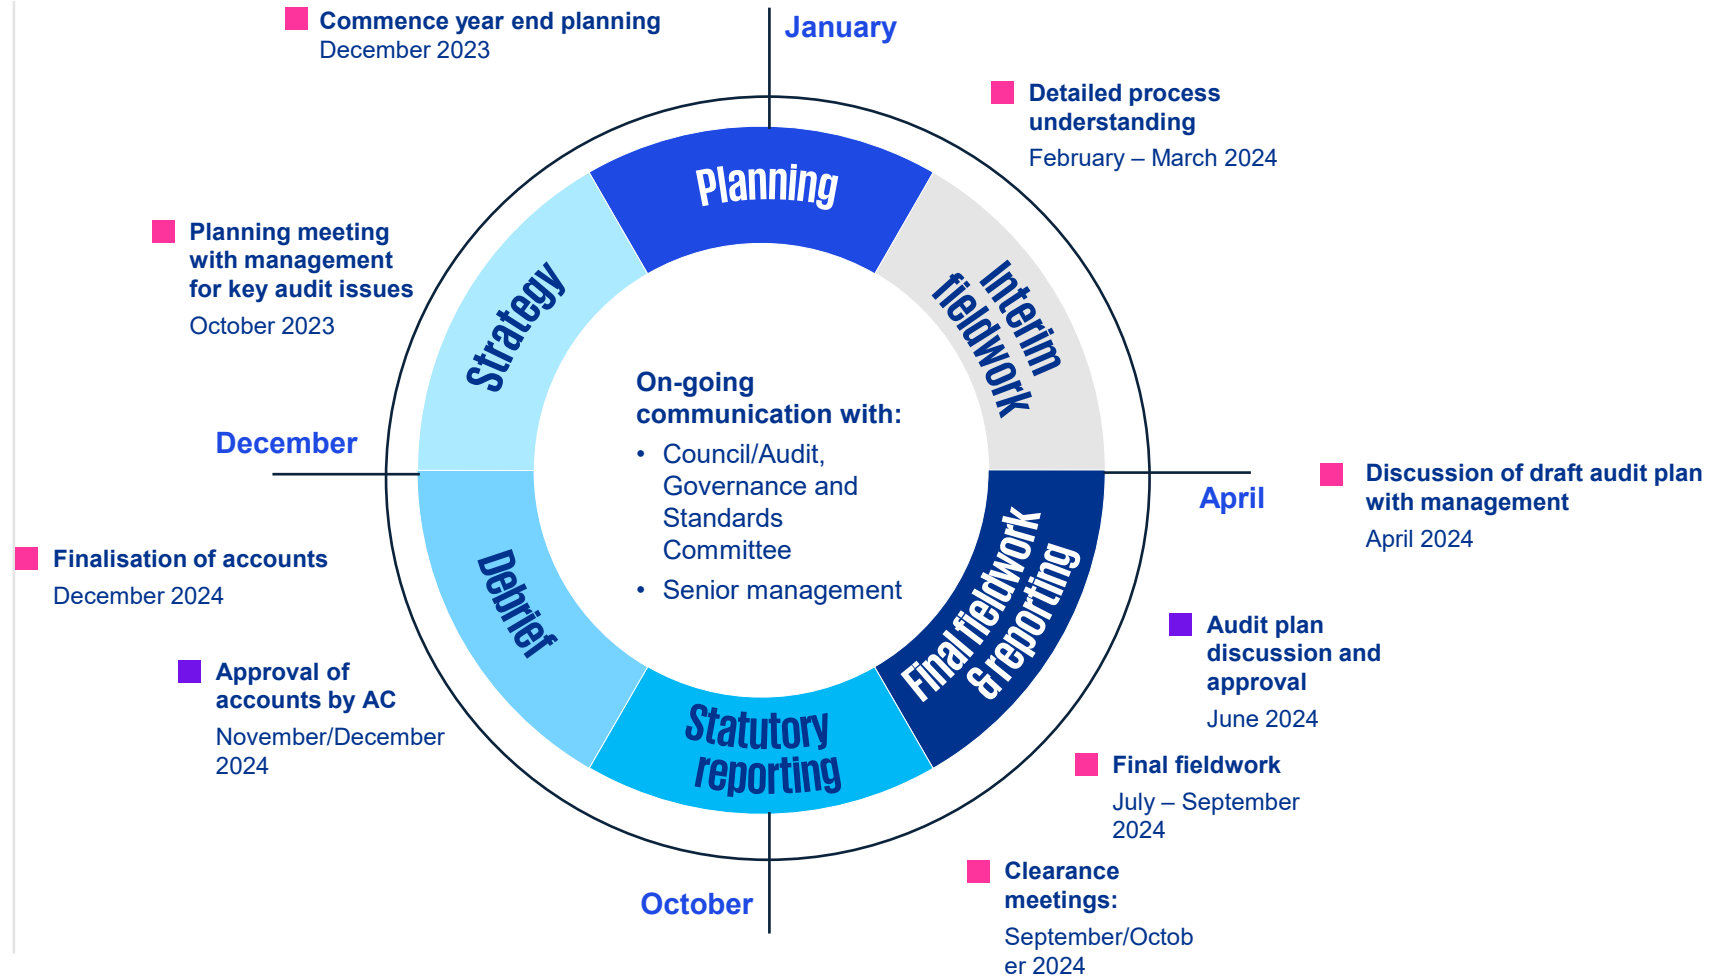 Commence year end planning
December 2023
January
Detailed process
understanding
February – March 2024
Planning
Planning meeting
with management
for key audit issues
October 2023
Strategy
Interim
fieldwork
On-going
communication with:
• Council/Audit,
Governance and
Standards
Committee
• Senior management
December
April
Discussion of draft audit plan
with management
April 2024
Finalisation of accounts
December 2024
Debrief
Final fieldwork
& reporting
Audit plan
discussion and
approval
June 2024
Approval of
accounts by AC
November/December
2024
Statutory
reporting
Final fieldwork
July – September
2024
October
Clearance
meetings:
September/Octob
er 2024